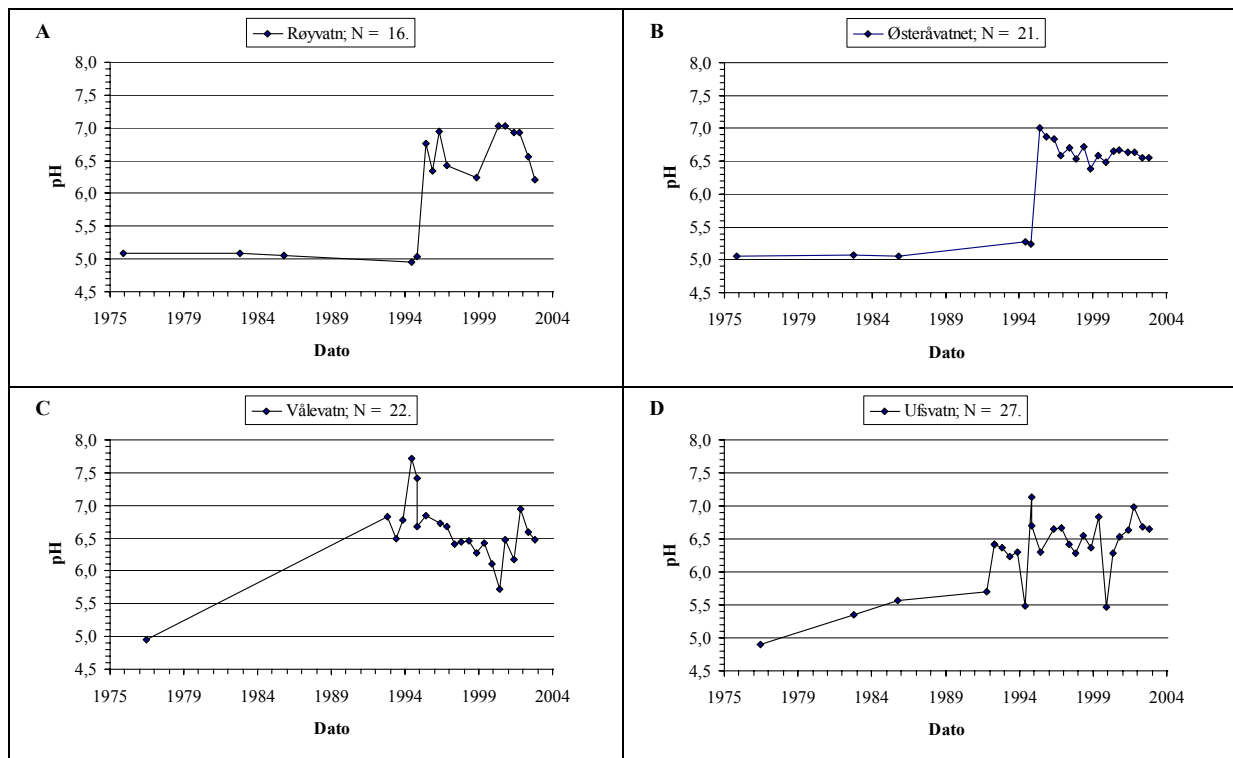 A
Røyvatn; N = 16.
8,0
7,5
7,0
6,5
6,0
5,5
5,0
4,5
pH
1975 1979 1984 1989 1994 1999 2004
Dato
B
Østeråvatnet; N = 21.
8,0
7,5
7,0
6,5
6,0
5,5
5,0
4,5
pH
1975 1979 1984 1989 1994 1999 2004
Dato
C
Vålevatn; N = 22.
8,0
7,5
7,0
6,5
6,0
5,5
5,0
4,5
pH
1975 1979 1984 1989 1994 1999 2004
Dato
D
Ufsvatn; N = 27.
8,0
7,5
7,0
6,5
6,0
5,5
5,0
4,5
pH
1975 1979 1984 1989 1994 1999 2004
Dato